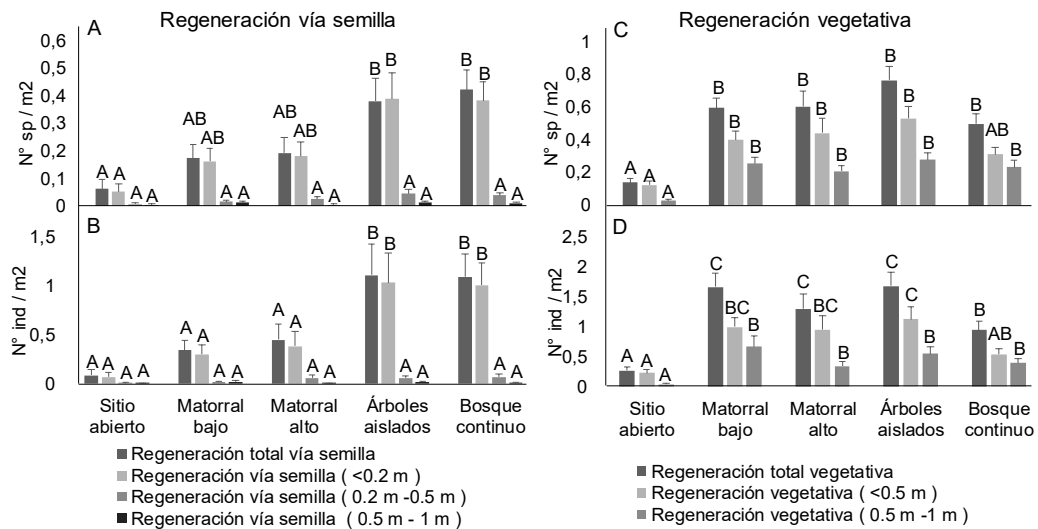 Regeneración vía semilla
A
N° sp / m2
0,6
0,5
0,4
0,3
0,2
0,1
0
A A A A
AB AB A A
AB AB A A
B B A A
B B A A
B
N° ind / m2
1,5
1
0,5
0
A A A A
A A A A
A A A A
B B A A
B B A A
Sitio abierto
Matorral bajo
Matorral alto
Árboles aislados
Bosque continuo
Regeneración total vía semilla
Regeneración vía semilla ( <0.2 m )
Regeneración vía semilla ( 0.2 m -0.5 m )
Regeneración vía semilla ( 0.5 m - 1 m )
Regeneración vegetativa
C
N° sp / m2
1
0,8
0,6
0,4
0,2
0
A A A
B B B
B B B
B B B
B AB B
D
N° ind / m2
2,5
2
1,5
1
0,5
0
A A A
C BC B
C BC B
C C B
B AB B
Sitio abierto
Matorral bajo
Matorral alto
Árboles aislados
Bosque continuo
Regeneración total vegetativa
Regeneración vegetativa ( <0.5 m )
Regeneración vegetativa ( 0.5 m -1 m )